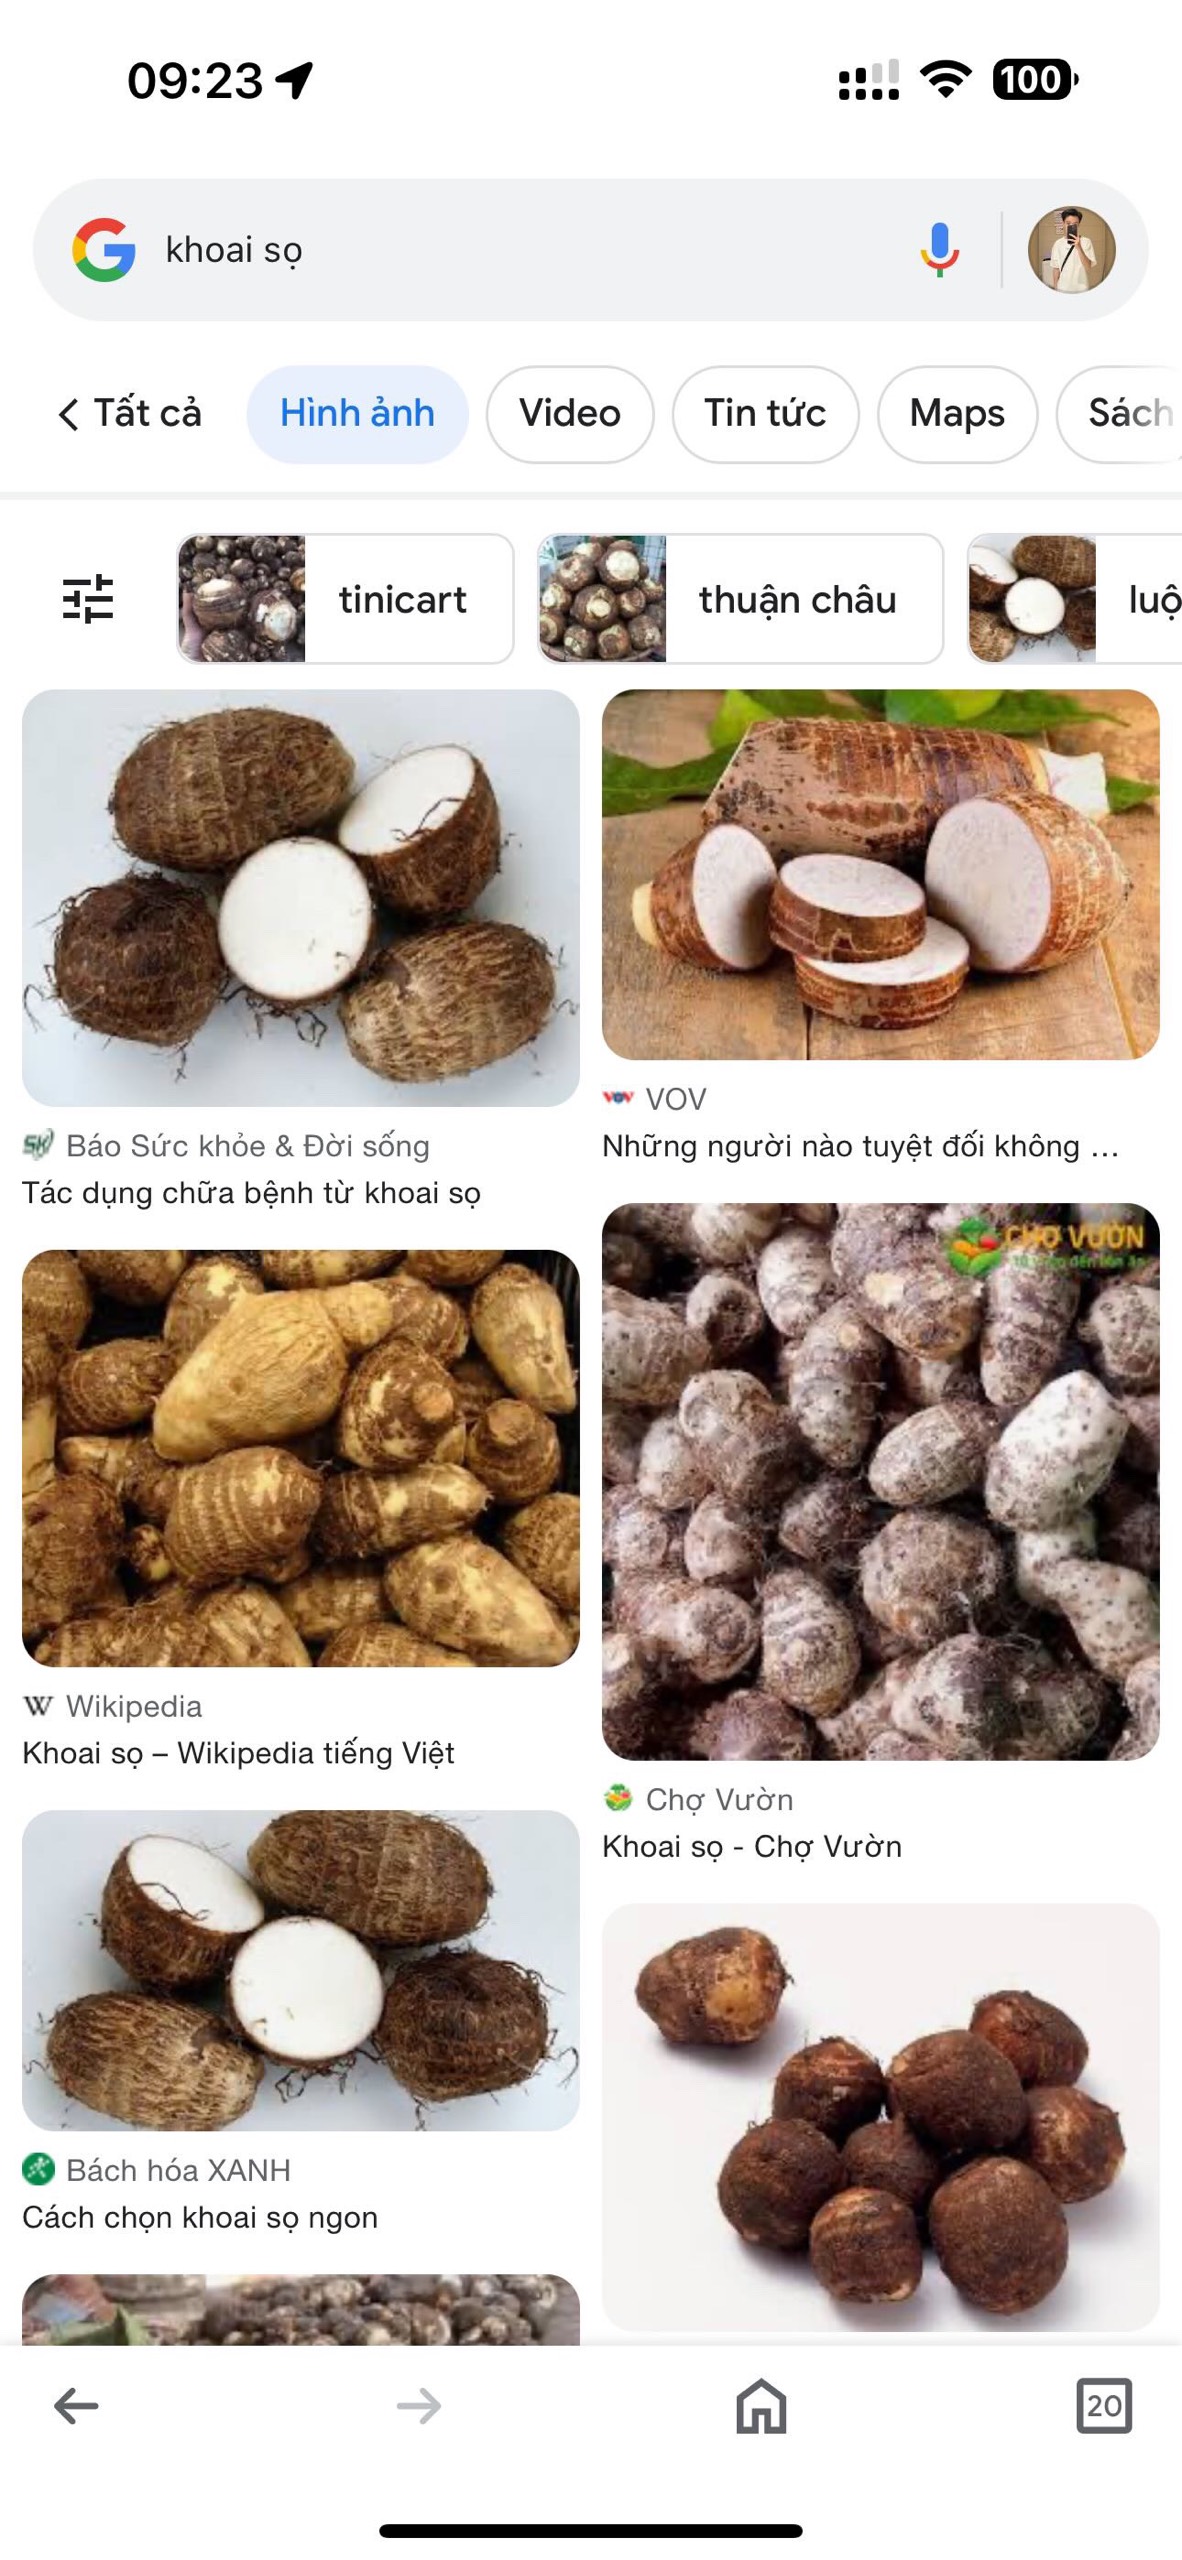 09:23
100
khoai sọ
Tất cả
Hình ảnh
Video
Tin tức
Maps
Sách
tinicart
thuận châu
luộ
Báo Sức khỏe & Đời sống
Tác dụng chữa bệnh từ khoai sọ
VOV
Những người nào tuyệt đối không ...
CHỢ VƯỜN
W Wikipedia
Khoai sọ – Wikipedia tiếng Việt
Chợ Vườn
Khoai sọ - Chợ Vườn
Bách hóa XANH
Cách chọn khoai sọ ngon
20